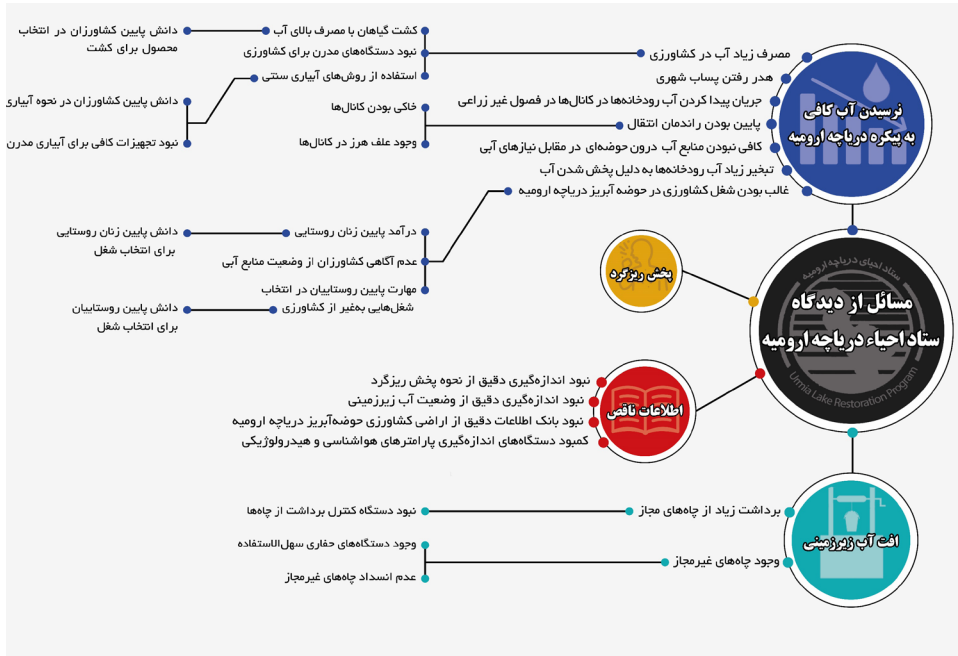 نرسیدن آب کافی
به پیکره دریاچه ارومیه
مصرف زیاد آب در کشاورزی
کشت گیاهان با مصرف بالای آب
دانش پایین کشاورزان در انتخاب
محصول برای کشت
نبود دستگاه‌های مدرن برای کشاورزی
استفاده از روش‌های آبیاری سنتی
دانش پایین کشاورزان در نحوه آبیاری
نبود تجهیزات کافی برای آبیاری مدرن
هدر رفتن پساب شهری
جریان پیدا کردن آب رودخانه‌ها در کانال‌ها در فصول غیر زراعی
پایین بودن راندمان انتقال
خاکی بودن کانال‌ها
وجود علف هرز در کانال‌ها
کافی نبودن منابع آب درون حوضه‌ای در مقابل نیازهای آبی
تبخیر زیاد آب رودخانه‌ها به دلیل پخش شدن آب
غالب بودن شغل کشاورزی در حوضه آبریز دریاچه ارومیه
درآمد پایین زنان روستایی
دانش پایین زنان روستایی
برای انتخاب شغل
عدم آگاهی کشاورزان از وضعیت منابع آبی
مهارت پایین روستاییان در انتخاب
شغل‌هایی به‌غیر از کشاورزی
دانش پایین روستاییان
برای انتخاب شغل
پخش ریزگرد
ستاد احیای دریاچه ارومیه
مسائل از دیدگاه
ستاد احیاء دریاچه ارومیه
Urmia Lake Restoration Program
اطلاعات ناقص
نبود اندازه‌گیری دقیق از نحوه پخش ریزگرد
نبود اندازه‌گیری دقیق از وضعیت آب زیرزمینی
نبود بانک اطلاعات دقیق از اراضی کشاورزی حوضه‌آبریز دریاچه ارومیه
کمبود دستگاه‌های اندازه‌گیری پارامترهای هواشناسی و هیدرولوژیکی
افت آب زیرزمینی
برداشت زیاد از چاه‌های مجاز
نبود دستگاه کنترل برداشت از چاه‌ها
وجود چاه‌های غیرمجاز
وجود دستگاه‌های حفاری سهل‌الاستفاده
عدم انسداد چاه‌های غیرمجاز